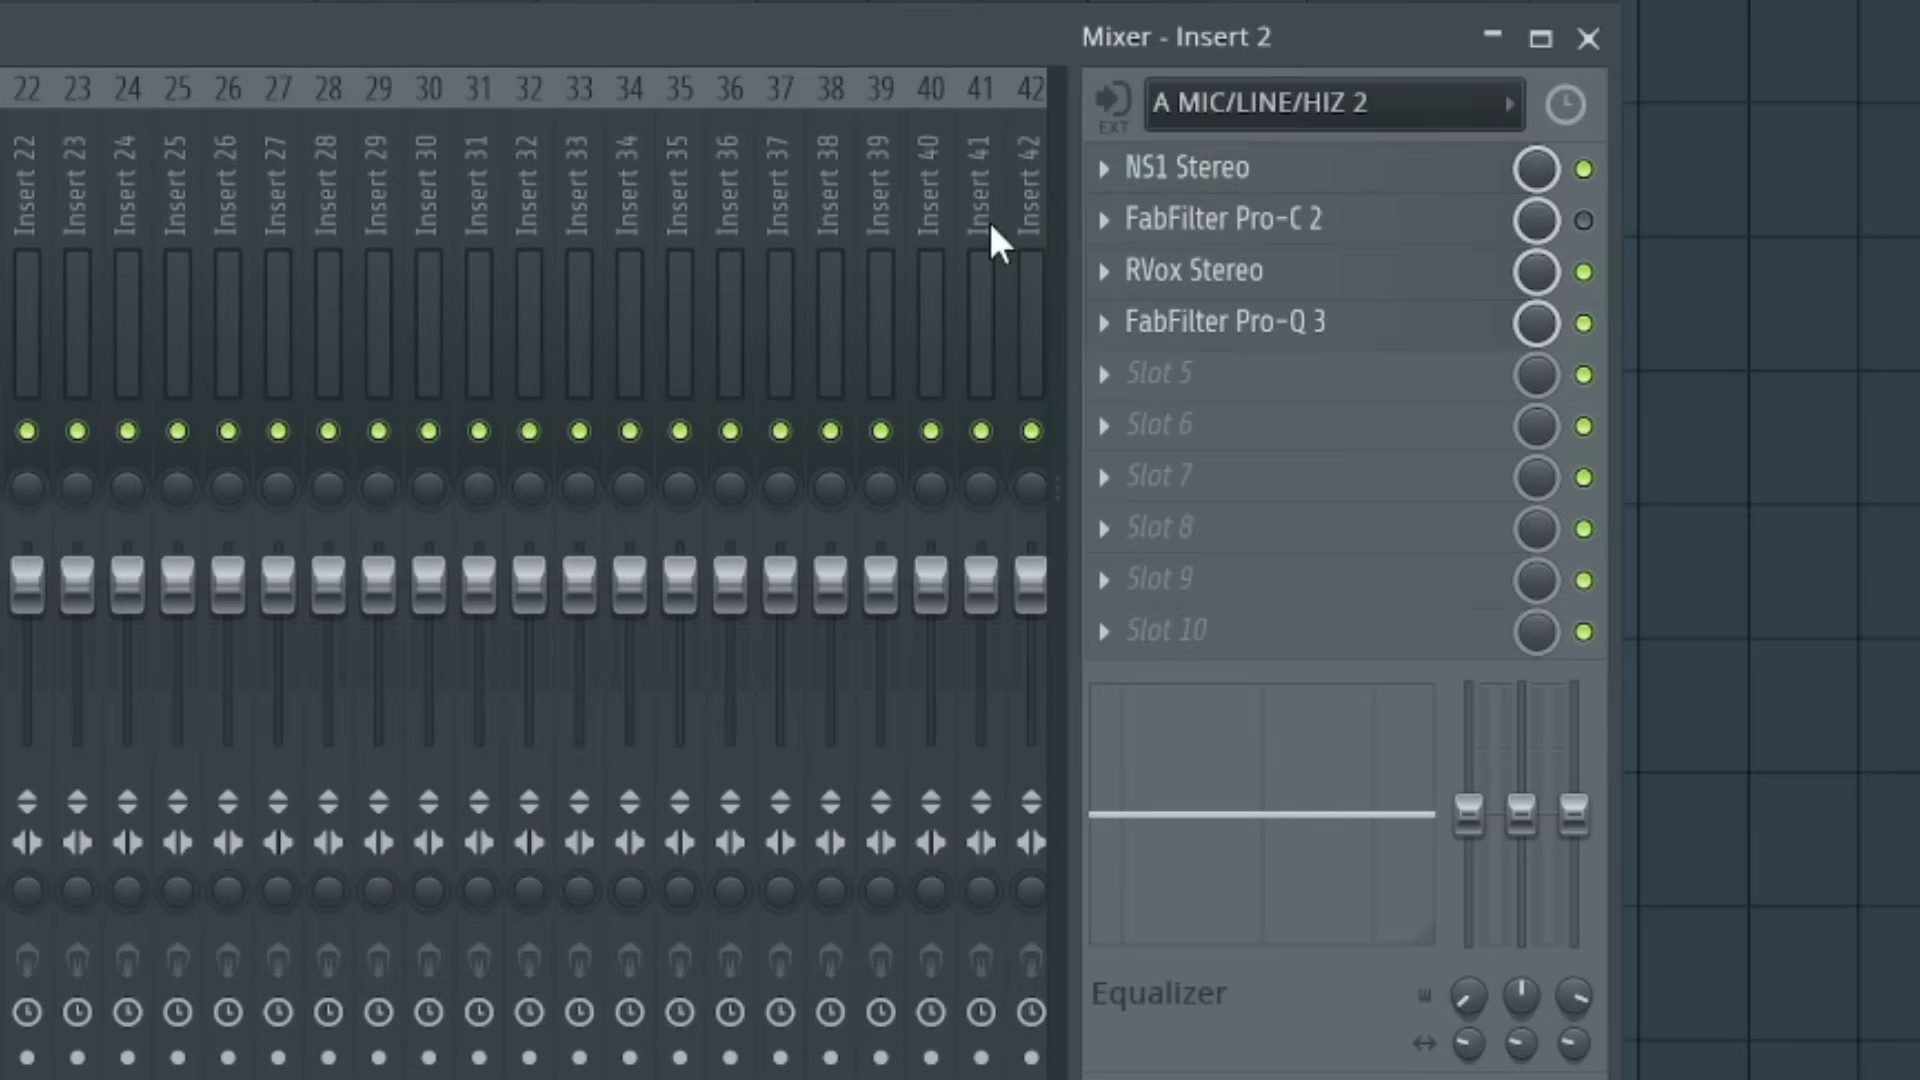 Mixer - Insert 2
22 23 24 25 26 27 28 29 30 31 32 33 34 35 36 37 38 39 40 41 42
EXT
A MIC/LINE/HIZ 2
Insert 22
Insert 23
Insert 24
Insert 25
Insert 26
Insert 27
Insert 28
Insert 29
Insert 30
Insert 31
Insert 32
Insert 33
Insert 34
Insert 35
Insert 36
Insert 37
Insert 38
Insert 39
Insert 40
Insert 41
Insert 42
NS1 Stereo
FabFilter Pro-C 2
RVox Stereo
FabFilter Pro-Q 3
Slot 5
Slot 6
Slot 7
Slot 8
Slot 9
Slot 10
Equalizer